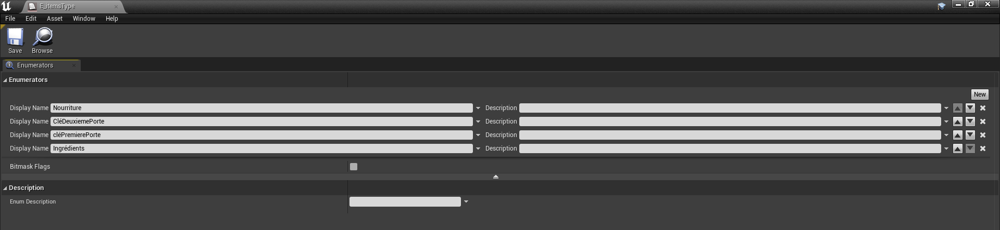 E_itemsType
File Edit Asset Window Help
Save Browse
Enumerators
Enumerators
New
Display Name Nourriture Description
Display Name CléDeuxiemePorte Description
Display Name cléPremierePorte Description
Display Name Ingrédients Description
Bitmask Flags
Description
Enum Description